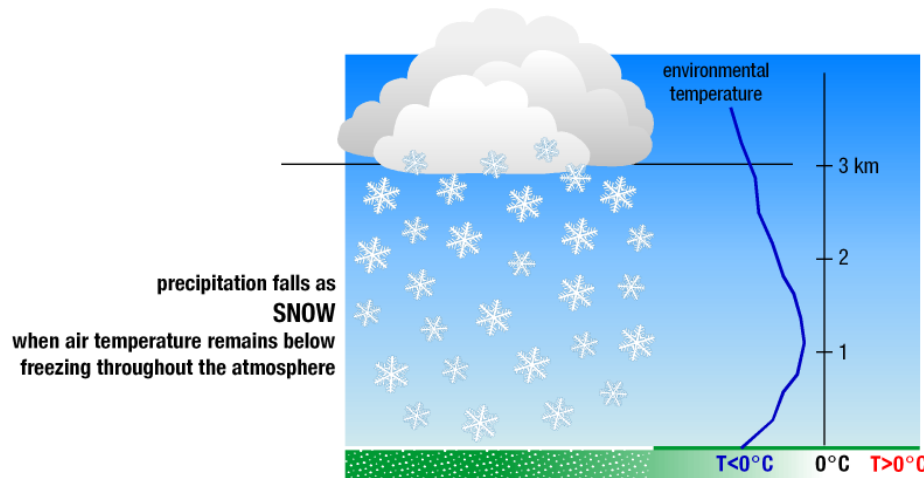 environmental
temperature
3 km
2
precipitation falls as
SNOW
when air temperature remains below
freezing throughout the atmosphere
1
T<0°C 0°C T>0°C